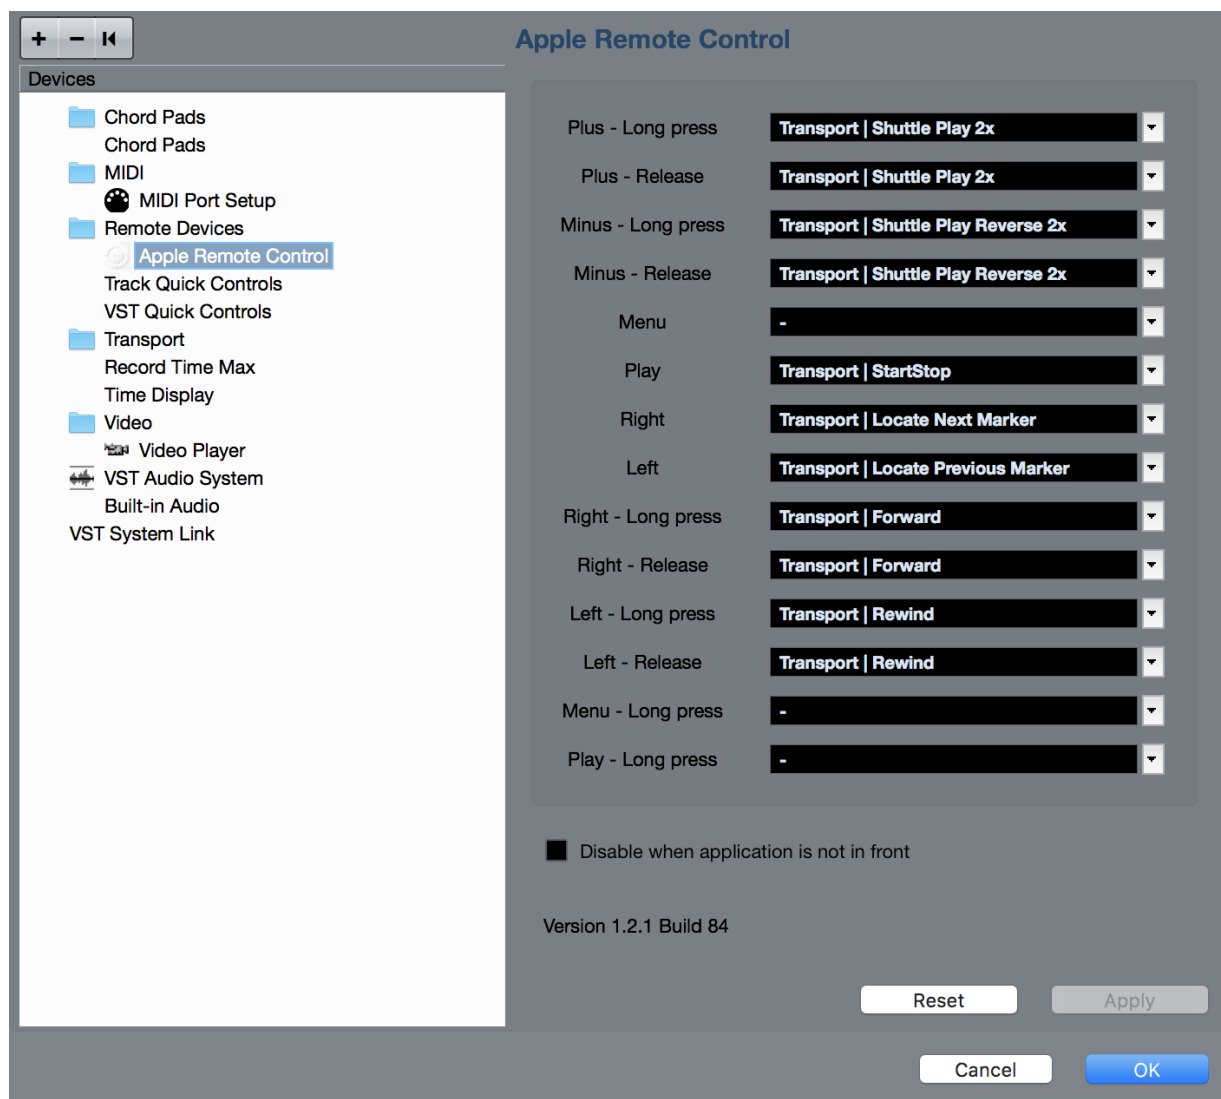 Apple Remote Control
Devices
Chord Pads
Chord Pads
MIDI
MIDI Port Setup
Remote Devices
Apple Remote Control
Track Quick Controls
VST Quick Controls
Transport
Record Time Max
Time Display
Video
Video Player
VST Audio System
Built-in Audio
VST System Link
Plus - Long press Transport | Shuttle Play 2x
Plus - Release Transport | Shuttle Play 2x
Minus - Long press Transport | Shuttle Play Reverse 2x
Minus - Release Transport | Shuttle Play Reverse 2x
Menu -
Play Transport | StartStop
Right Transport | Locate Next Marker
Left Transport | Locate Previous Marker
Right - Long press Transport | Forward
Right - Release Transport | Forward
Left - Long press Transport | Rewind
Left - Release Transport | Rewind
Menu - Long press -
Play - Long press -
Disable when application is not in front
Version 1.2.1 Build 84
Reset Apply
Cancel OK